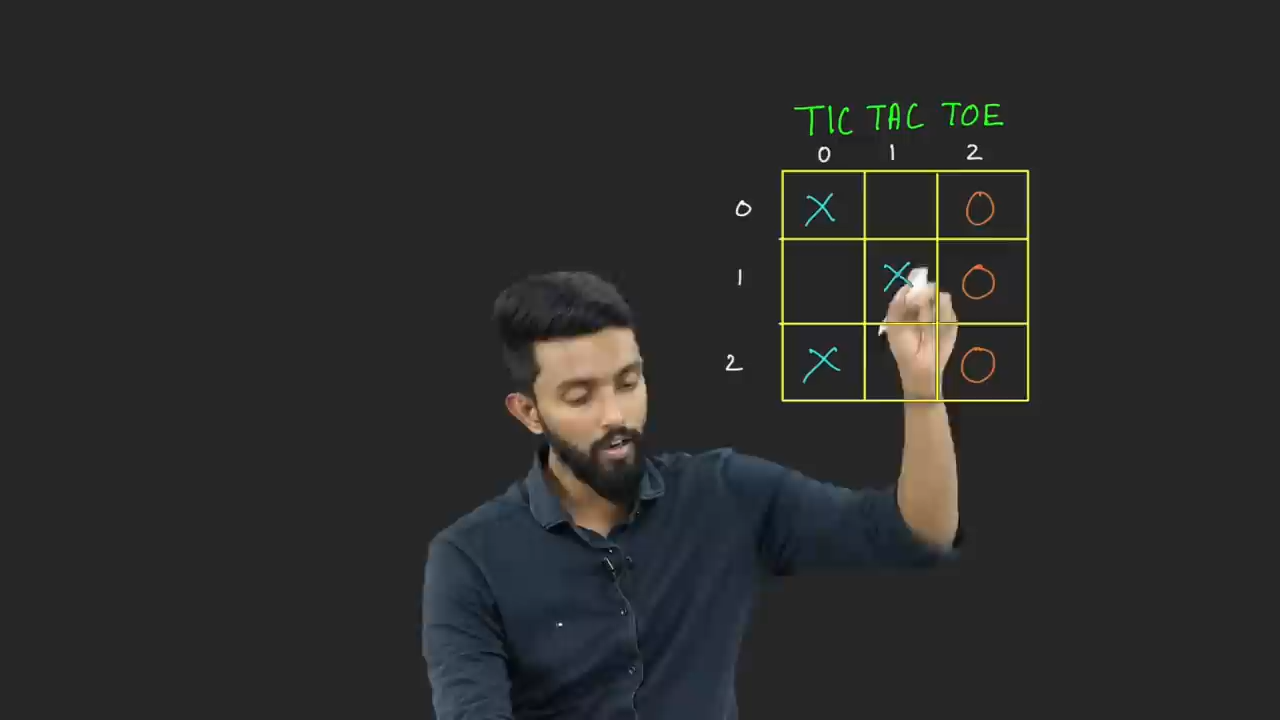 TIC TAC TOE
0 1 2
0 X O
1 X O
2 X O